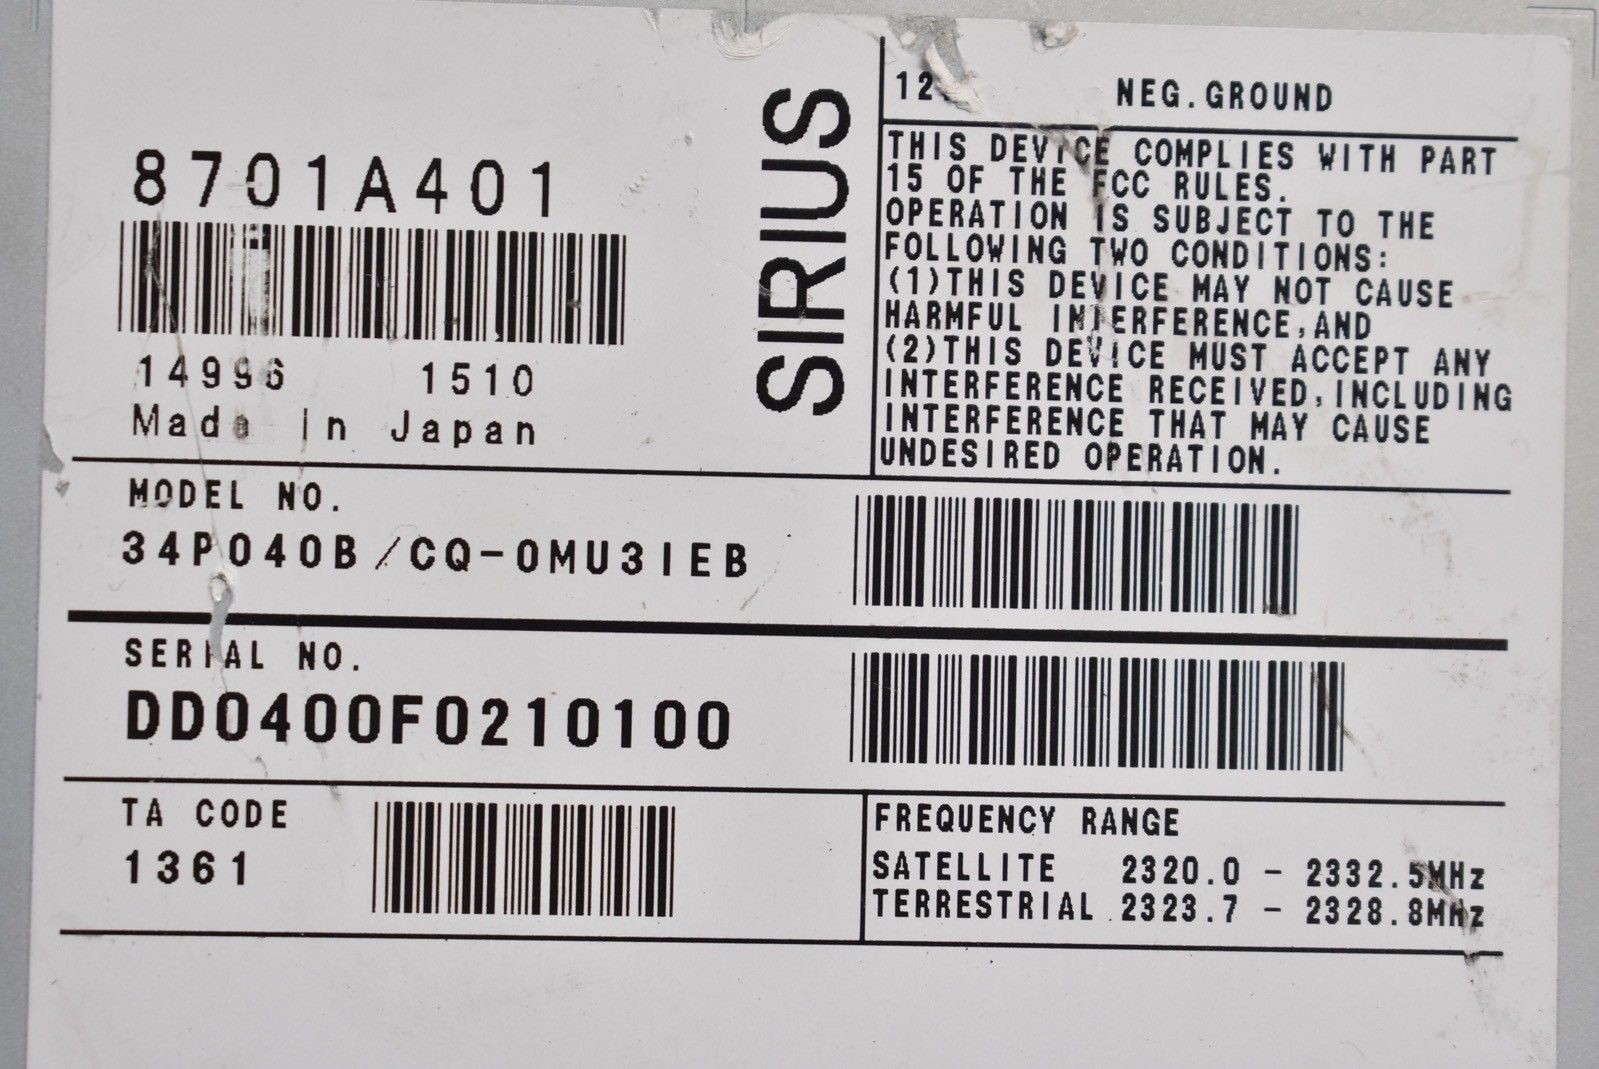 8701A401
14996 1510
Made in Japan
SIRIUS
NEG.GROUND
THIS DEVICE COMPLIES WITH PART
15 OF THE FCC RULES.
OPERATION IS SUBJECT TO THE
FOLLOWING TWO CONDITIONS:
(1)THIS DEVICE MAY NOT CAUSE
HARMFUL INTERFERENCE,AND
(2)THIS DEVICE MUST ACCEPT ANY
INTERFERENCE RECEIVED,INCLUDING
INTERFERENCE THAT MAY CAUSE
UNDESIRED OPERATION.
MODEL NO.
34P040B/CQ-0MU31EB
SERIAL NO.
DD0400F0210100
TA CODE
1361
FREQUENCY RANGE
SATELLITE 2320.0 - 2332.5MHz
TERRESTRIAL 2323.7 - 2328.8MHz